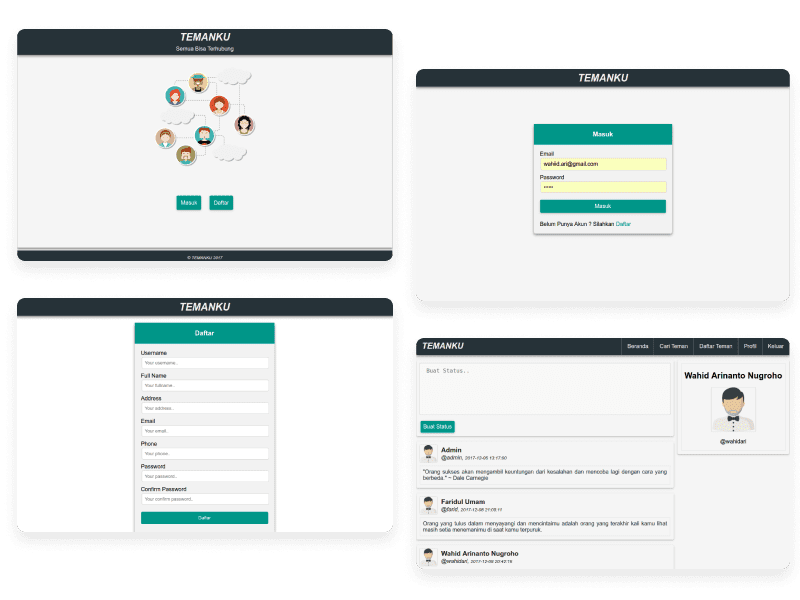 TEMANKU
Semua Bisa Terhubung
Masuk
Daftar
© TEMANKU 2017
TEMANKU
Masuk
Email
wahid.ari@gmail.com
Password
•••••
Masuk
Belum Punya Akun ? Silahkan Daftar
TEMANKU
Daftar
Username
Your username..
Full Name
Your fullname..
Address
Your address..
Email
Your email..
Phone
Your phone..
Password
Your password..
Confirm Password
Your confirm password..
Daftar
TEMANKU
Beranda
Cari Teman
Daftar Teman
Profil
Keluar
Buat Status..
Buat Status
Admin
@admin, 2017-12-05 13:17:50
"Orang sukses akan mengambil keuntungan dari kesalahan dan mencoba lagi dengan cara yang
berbeda." ~ Dale Carnegie
Faridul Umam
@farid, 2017-12-08 21:09:11
Orang yang tulus dalam menyayangi dan mencintaimu adalah orang yang terakhir kali kamu lihat
masih setia menemanimu di saat kamu terpuruk.
Wahid Arinanto Nugroho
@wahidari, 2017-12-08 20:42:15
Wahid Arinanto Nugroho
@wahidari